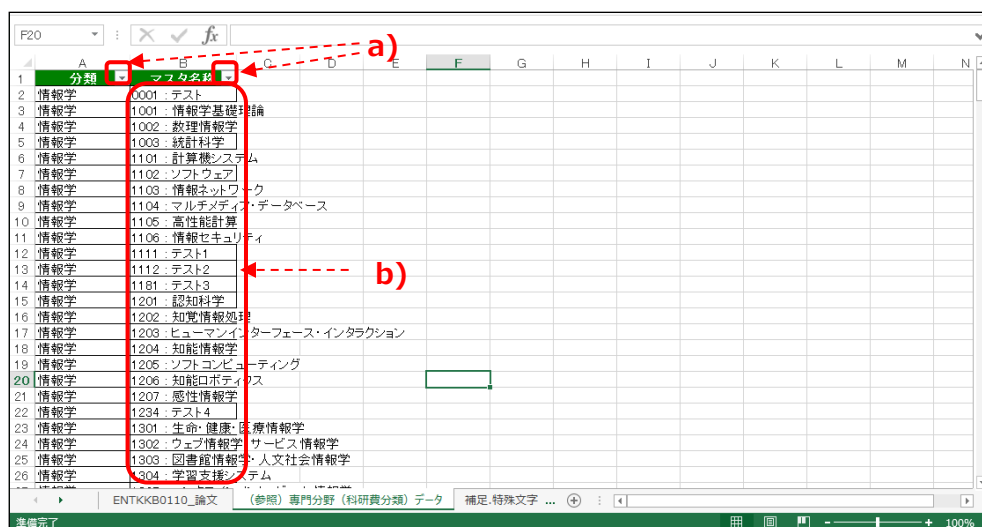 F20 fx
a)
A B C D E F G H I J K L M N
1 分類 マスタ名称
2 情報学 0001：テスト
3 情報学 1001：情報学基礎理論
4 情報学 1002：数理情報学
5 情報学 1003：統計科学
6 情報学 1101：計算機システム
7 情報学 1102：ソフトウェア
8 情報学 1103：情報ネットワーク
9 情報学 1104：マルチメディア・データベース
10 情報学 1105：高性能計算
11 情報学 1106：情報セキュリティ
12 情報学 1111：テスト1
13 情報学 1112：テスト2
b)
14 情報学 1181：テスト3
15 情報学 1201：認知科学
16 情報学 1202：知覚情報処理
17 情報学 1203：ヒューマンインターフェース・インタラクション
18 情報学 1204：知能情報学
19 情報学 1205：ソフトコンピューティング
20 情報学 1206：知能ロボティクス
21 情報学 1207：感性情報学
22 情報学 1234：テスト4
23 情報学 1301：生命・健康・医療情報学
24 情報学 1302：ウェブ情報学・サービス情報学
25 情報学 1303：図書館情報学・人文社会情報学
26 情報学 1304：学習支援システム
ENTKKB0110_論文 （参照）専門分野（科研費分類）データ 補足.特殊文字 ...
準備完了 100%